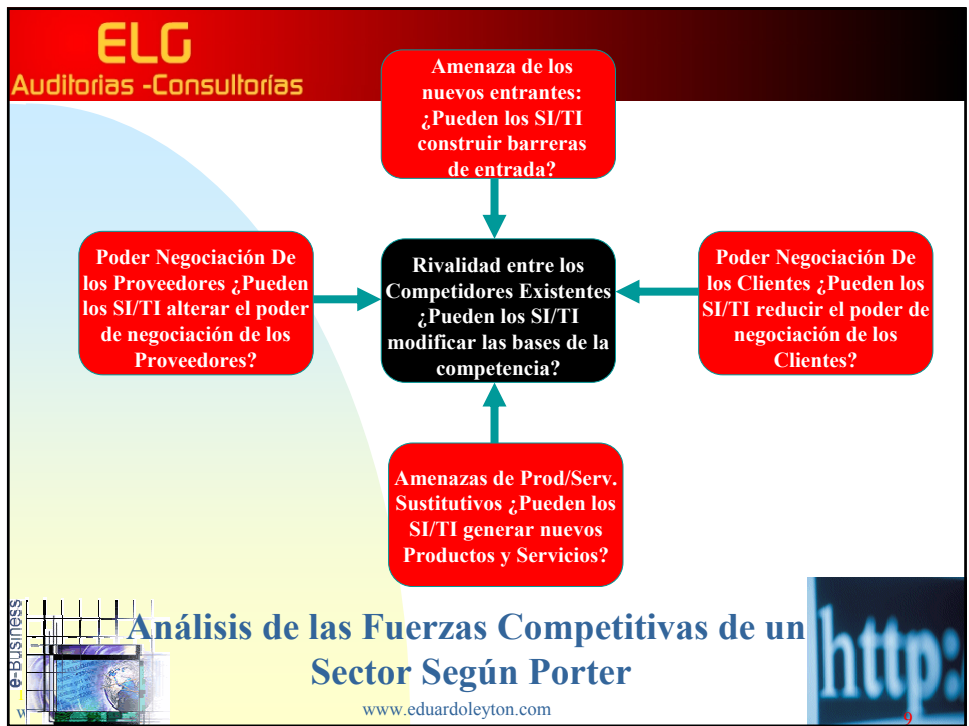 ELG
Auditorias -Consultorías
Amenaza de los
nuevos entrantes:
¿Pueden los SI/TI
construir barreras
de entrada?
Poder Negociación De
los Proveedores ¿Pueden
los SI/TI alterar el poder
de negociación de los
Proveedores?
Rivalidad entre los
Competidores Existentes
¿Pueden los SI/TI
modificar las bases de la
competencia?
Poder Negociación De
los Clientes ¿Pueden los
SI/TI reducir el poder de
negociación de los
Clientes?
Amenazas de Prod/Serv.
Sustitutivos ¿Pueden los
SI/TI generar nuevos
Productos y Servicios?
e-Business
Análisis de las Fuerzas Competitivas de un
Sector Según Porter
http:
www.eduardoleyton.com
9